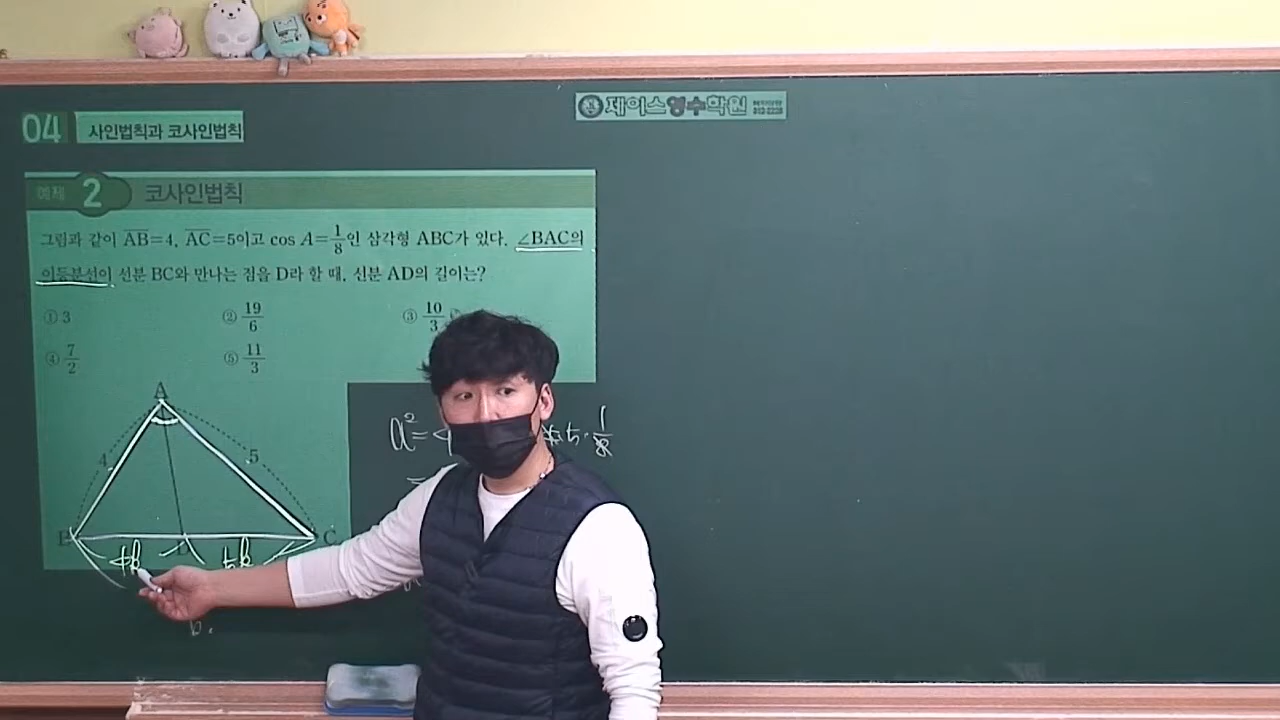 제이스영수학원
04 사인법칙과 코사인법칙
예제 2 코사인법칙
그림과 같이 AB=4, AC=5이고 cos A=1/8인 삼각형 ABC가 있다. ∠BAC의
이등분선이 선분 BC와 만나는 점을 D라 할 때, 선분 AD의 길이는?
① 3 ② 19/6 ③ 10/3
④ 7/2 ⑤ 11/3
A
4 5
B D C
4k 5k
a²=4
5·1/8
=
6.